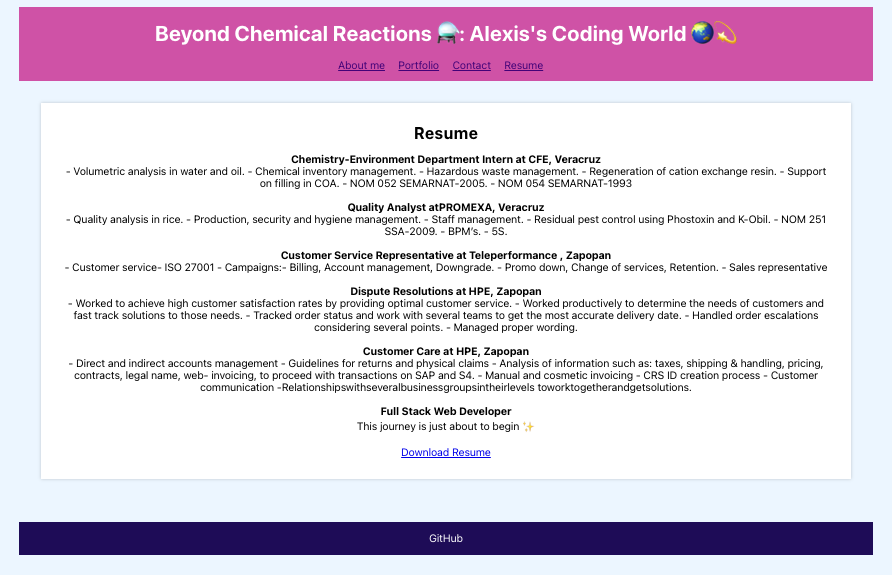 Beyond Chemical Reactions 🔮: Alexis's Coding World 🌏💫
About me Portfolio Contact Resume
Resume
Chemistry-Environment Department Intern at CFE, Veracruz
- Volumetric analysis in water and oil. - Chemical inventory management. - Hazardous waste management. - Regeneration of cation exchange resin. - Support
on filling in COA. - NOM 052 SEMARNAT-2005. - NOM 054 SEMARNAT-1993
Quality Analyst atPROMEXA, Veracruz
- Quality analysis in rice. - Production, security and hygiene management. - Staff management. - Residual pest control using Phostoxin and K-Obil. - NOM 251
SSA-2009. - BPM's. - 5S.
Customer Service Representative at Teleperformance , Zapopan
- Customer service- ISO 27001 - Campaigns:- Billing, Account management, Downgrade. - Promo down, Change of services, Retention. - Sales representative
Dispute Resolutions at HPE, Zapopan
- Worked to achieve high customer satisfaction rates by providing optimal customer service. - Worked productively to determine the needs of customers and
fast track solutions to those needs. - Tracked order status and work with several teams to get the most accurate delivery date. - Handled order escalations
considering several points. - Managed proper wording.
Customer Care at HPE, Zapopan
- Direct and indirect accounts management - Guidelines for returns and physical claims - Analysis of information such as: taxes, shipping & handling, pricing,
contracts, legal name, web- invoicing, to proceed with transactions on SAP and S4. - Manual and cosmetic invoicing - CRS ID creation process - Customer
communication -Relationshipswithseveralbusinessgroupsintheirlevels toworktogetherandgetsolutions.
Full Stack Web Developer
This journey is just about to begin ✨
Download Resume
GitHub